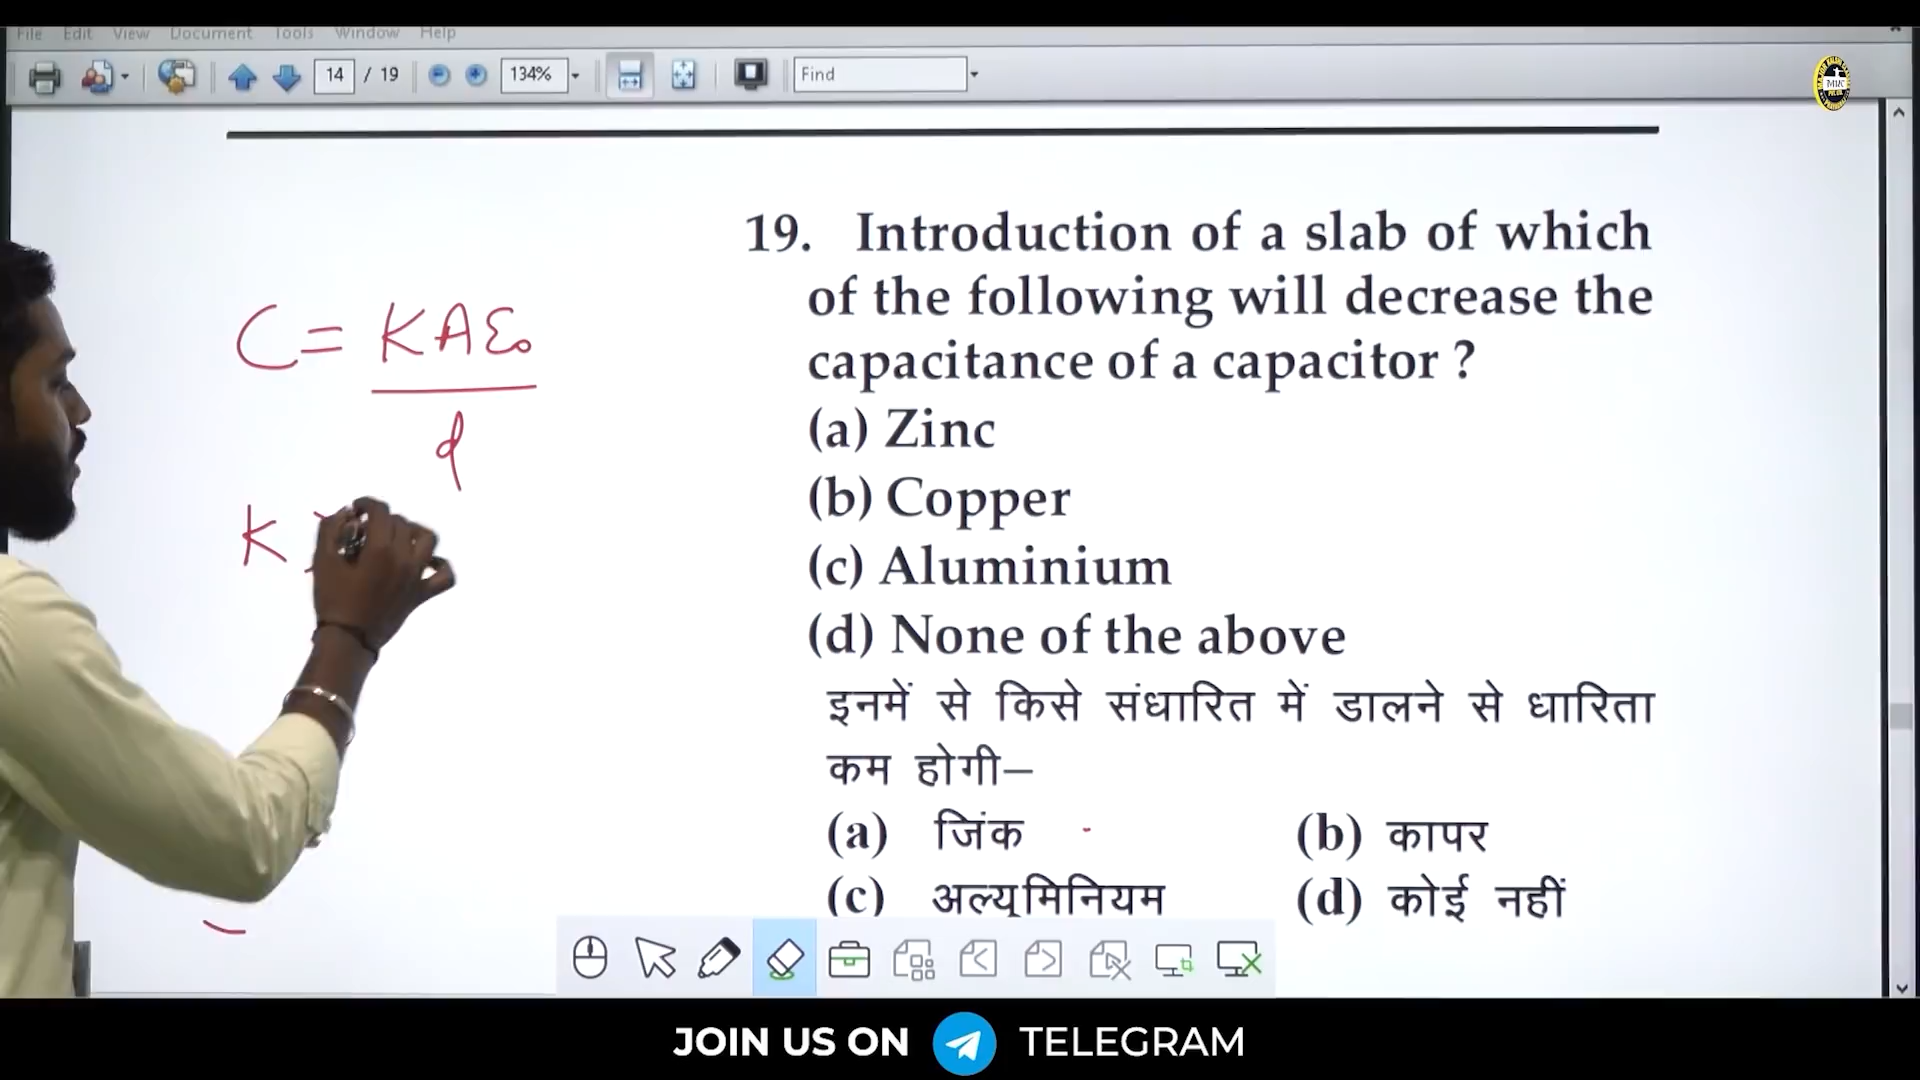 File Edit View Document Tools Window Help
14 / 19 134% Find
MKC
19. Introduction of a slab of which
of the following will decrease the
capacitance of a capacitor ?
(a) Zinc
(b) Copper
(c) Aluminium
(d) None of the above
इनमें से किसे संधारित में डालने से धारिता
कम होगी–
(a) जिंक (b) कापर
(c) अल्यूमिनियम (d) कोई नहीं
C = KAε₀
d
K
JOIN US ON TELEGRAM